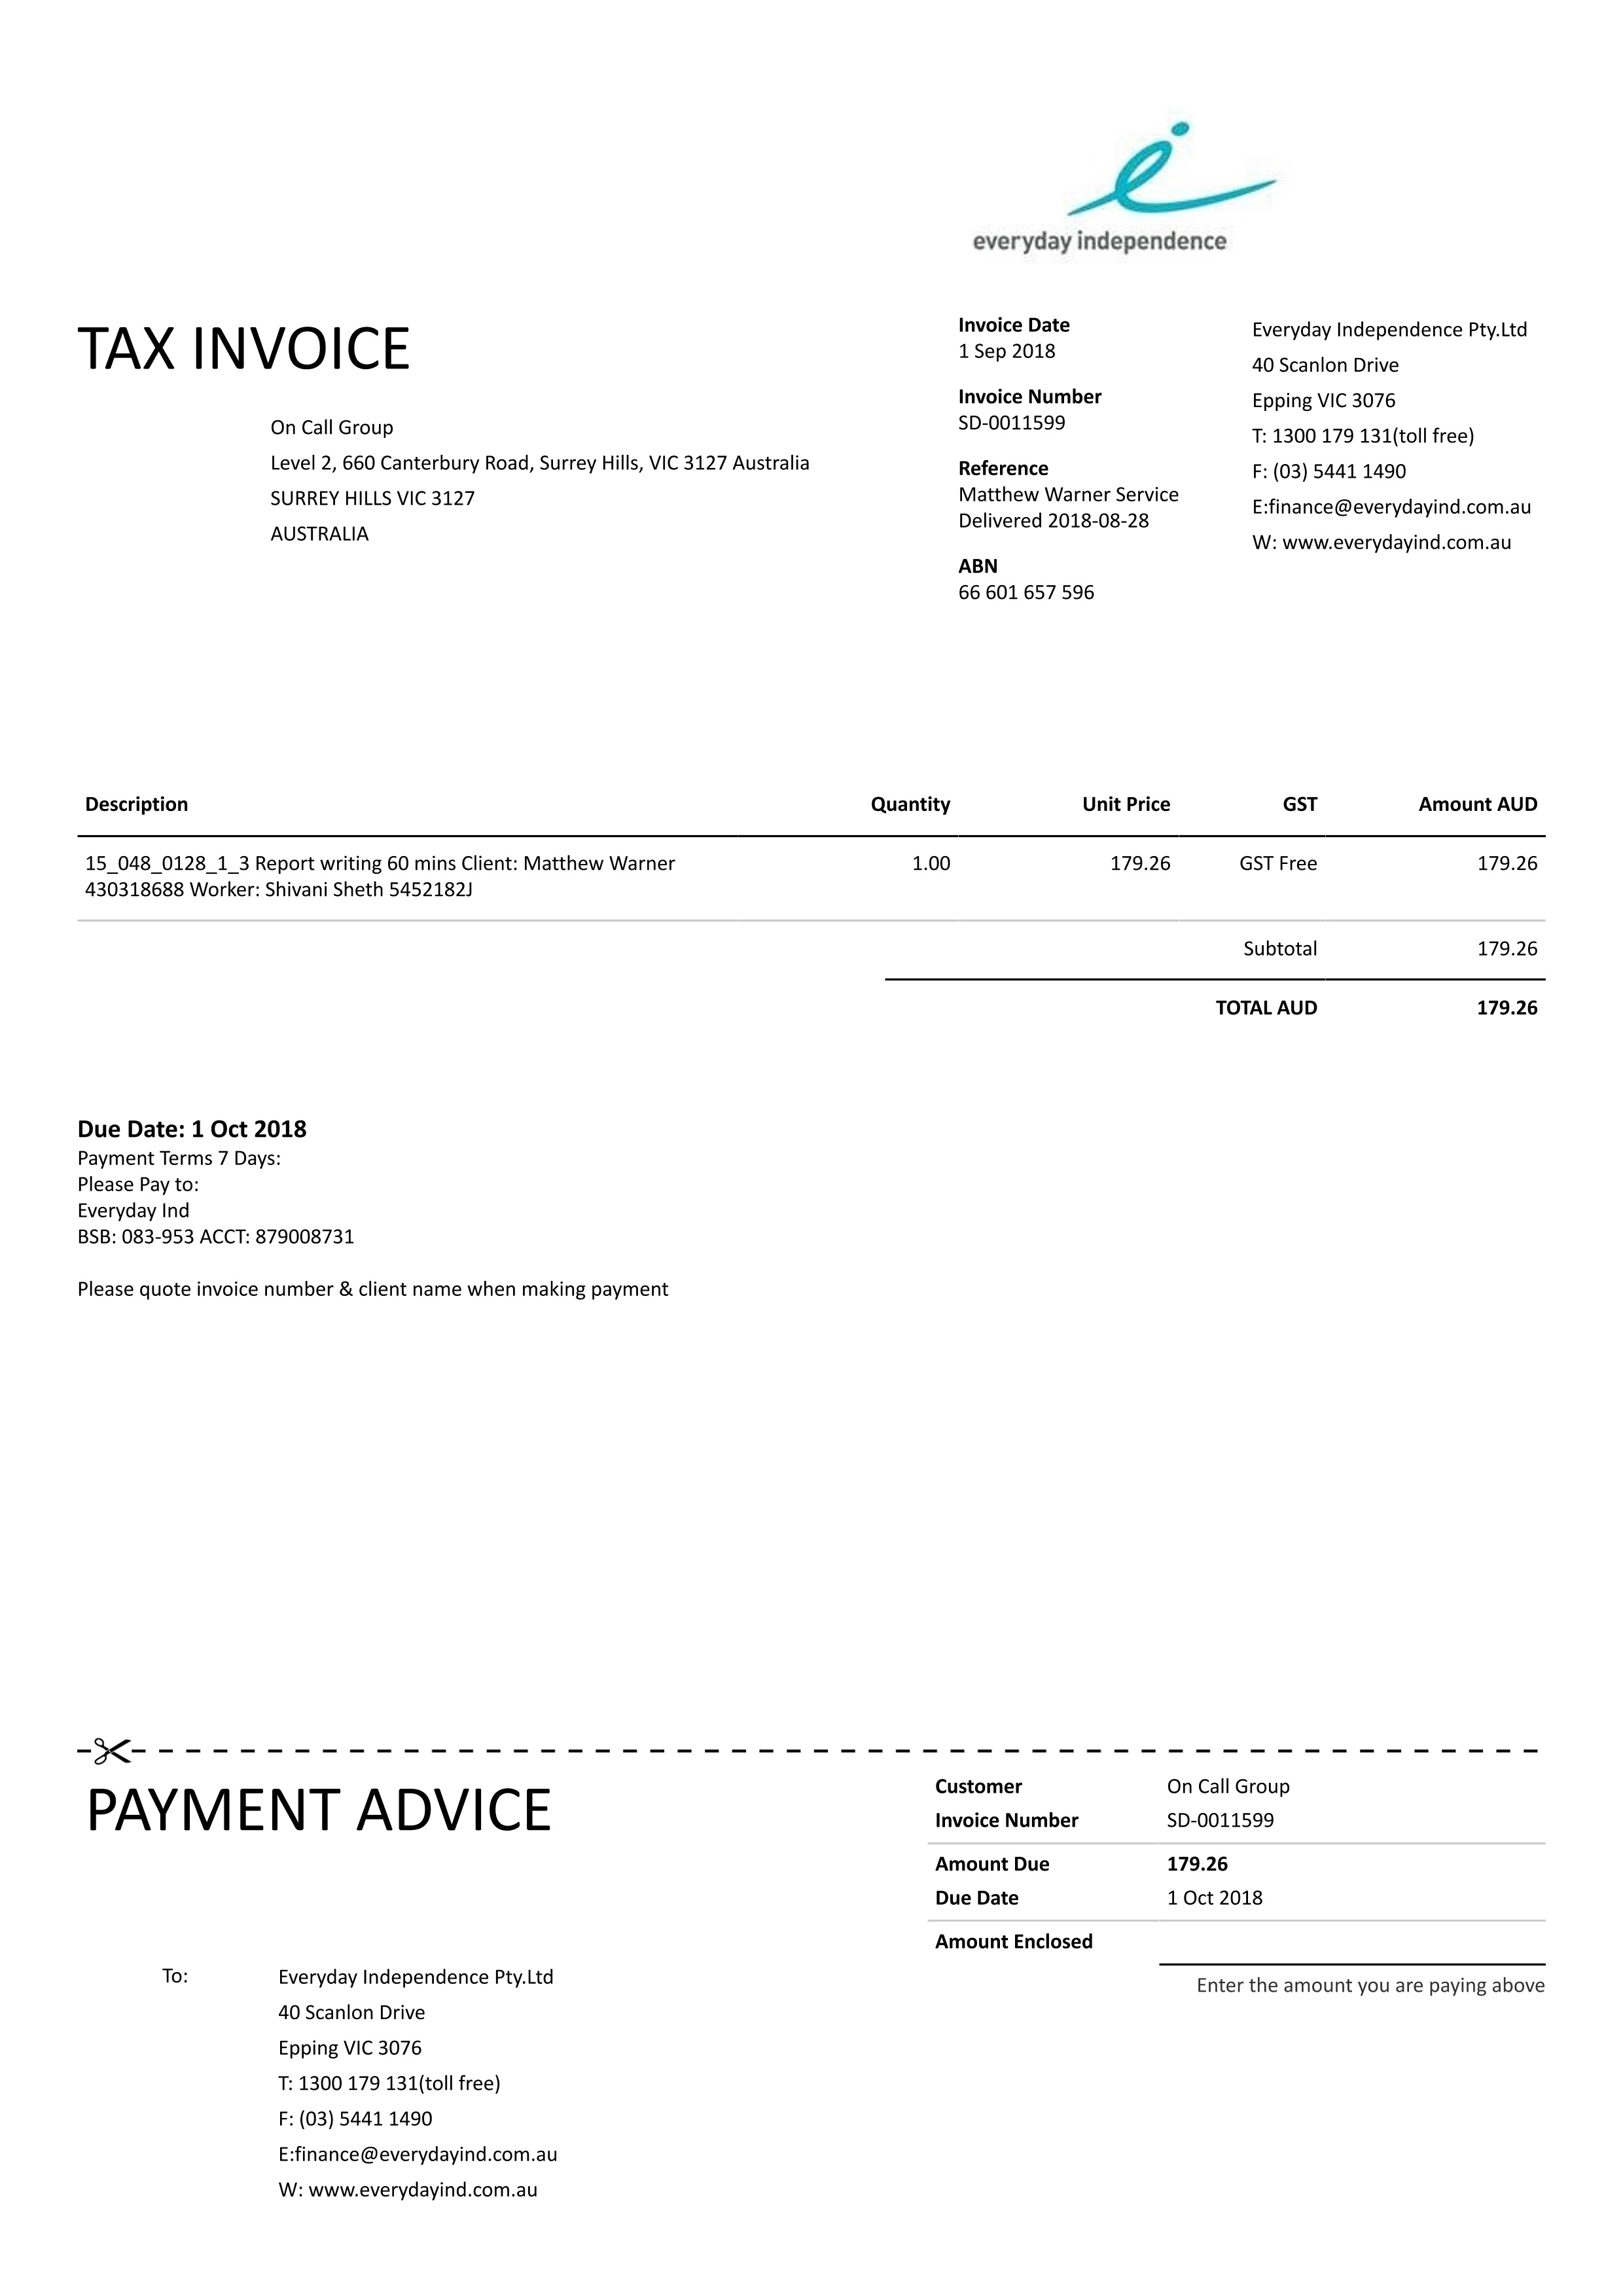 everyday independence
TAX INVOICE
On Call Group
Level 2, 660 Canterbury Road, Surrey Hills, VIC 3127 Australia
SURREY HILLS VIC 3127
AUSTRALIA
Invoice Date
1 Sep 2018
Invoice Number
SD-0011599
Reference
Matthew Warner Service
Delivered 2018-08-28
ABN
66 601 657 596
Everyday Independence Pty.Ltd
40 Scanlon Drive
Epping VIC 3076
T: 1300 179 131(toll free)
F: (03) 5441 1490
E:finance@everydayind.com.au
W: www.everydayind.com.au
Description Quantity Unit Price GST Amount AUD
15_048_0128_1_3 Report writing 60 mins Client: Matthew Warner 1.00 179.26 GST Free 179.26
430318688 Worker: Shivani Sheth 5452182J
Subtotal 179.26
TOTAL AUD 179.26
Due Date: 1 Oct 2018
Payment Terms 7 Days:
Please Pay to:
Everyday Ind
BSB: 083-953 ACCT: 879008731
Please quote invoice number & client name when making payment
PAYMENT ADVICE
Customer On Call Group
Invoice Number SD-0011599
Amount Due 179.26
Due Date 1 Oct 2018
Amount Enclosed
Enter the amount you are paying above
To:
Everyday Independence Pty.Ltd
40 Scanlon Drive
Epping VIC 3076
T: 1300 179 131(toll free)
F: (03) 5441 1490
E:finance@everydayind.com.au
W: www.everydayind.com.au